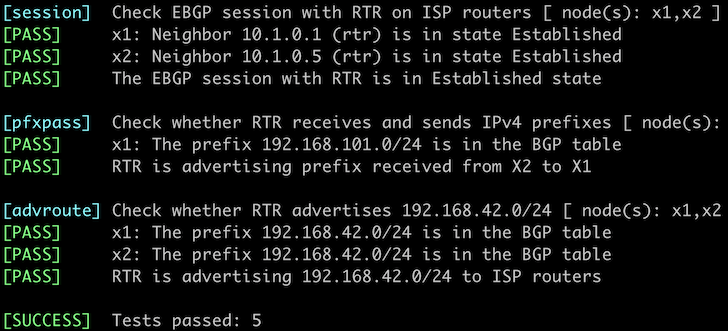 [session] Check EBGP session with RTR on ISP routers [ node(s): x1,x2 ]
[PASS] x1: Neighbor 10.1.0.1 (rtr) is in state Established
[PASS] x2: Neighbor 10.1.0.5 (rtr) is in state Established
[PASS] The EBGP session with RTR is in Established state
[pfxpass] Check whether RTR receives and sends IPv4 prefixes [ node(s):
[PASS] x1: The prefix 192.168.101.0/24 is in the BGP table
[PASS] RTR is advertising prefix received from X2 to X1
[advroute] Check whether RTR advertises 192.168.42.0/24 [ node(s): x1,x2
[PASS] x1: The prefix 192.168.42.0/24 is in the BGP table
[PASS] x2: The prefix 192.168.42.0/24 is in the BGP table
[PASS] RTR is advertising 192.168.42.0/24 to ISP routers
[SUCCESS] Tests passed: 5